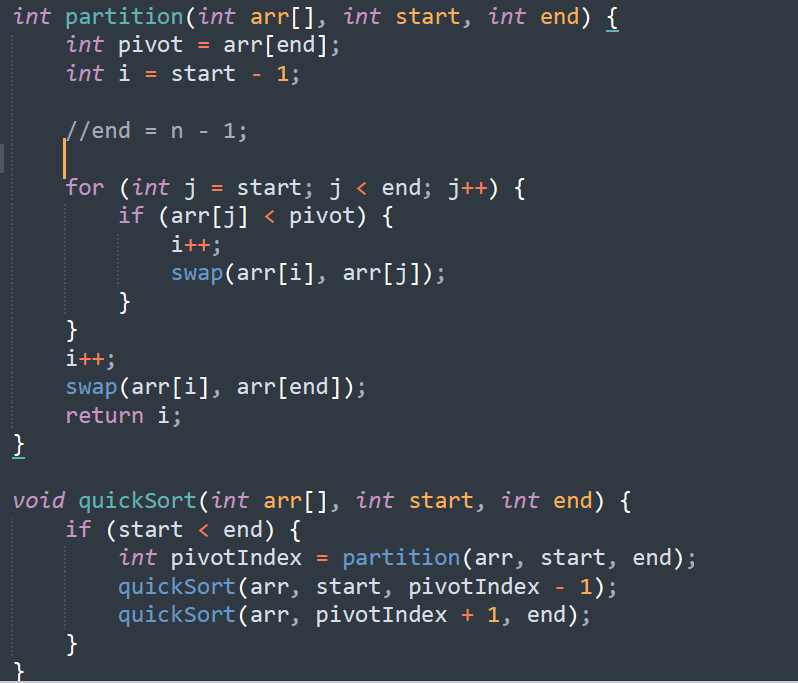 int partition(int arr[], int start, int end) {
    int pivot = arr[end];
    int i = start - 1;

    //end = n - 1;

    for (int j = start; j < end; j++) {
        if (arr[j] < pivot) {
            i++;
            swap(arr[i], arr[j]);
        }
    }
    i++;
    swap(arr[i], arr[end]);
    return i;
}

void quickSort(int arr[], int start, int end) {
    if (start < end) {
        int pivotIndex = partition(arr, start, end);
        quickSort(arr, start, pivotIndex - 1);
        quickSort(arr, pivotIndex + 1, end);
    }
}